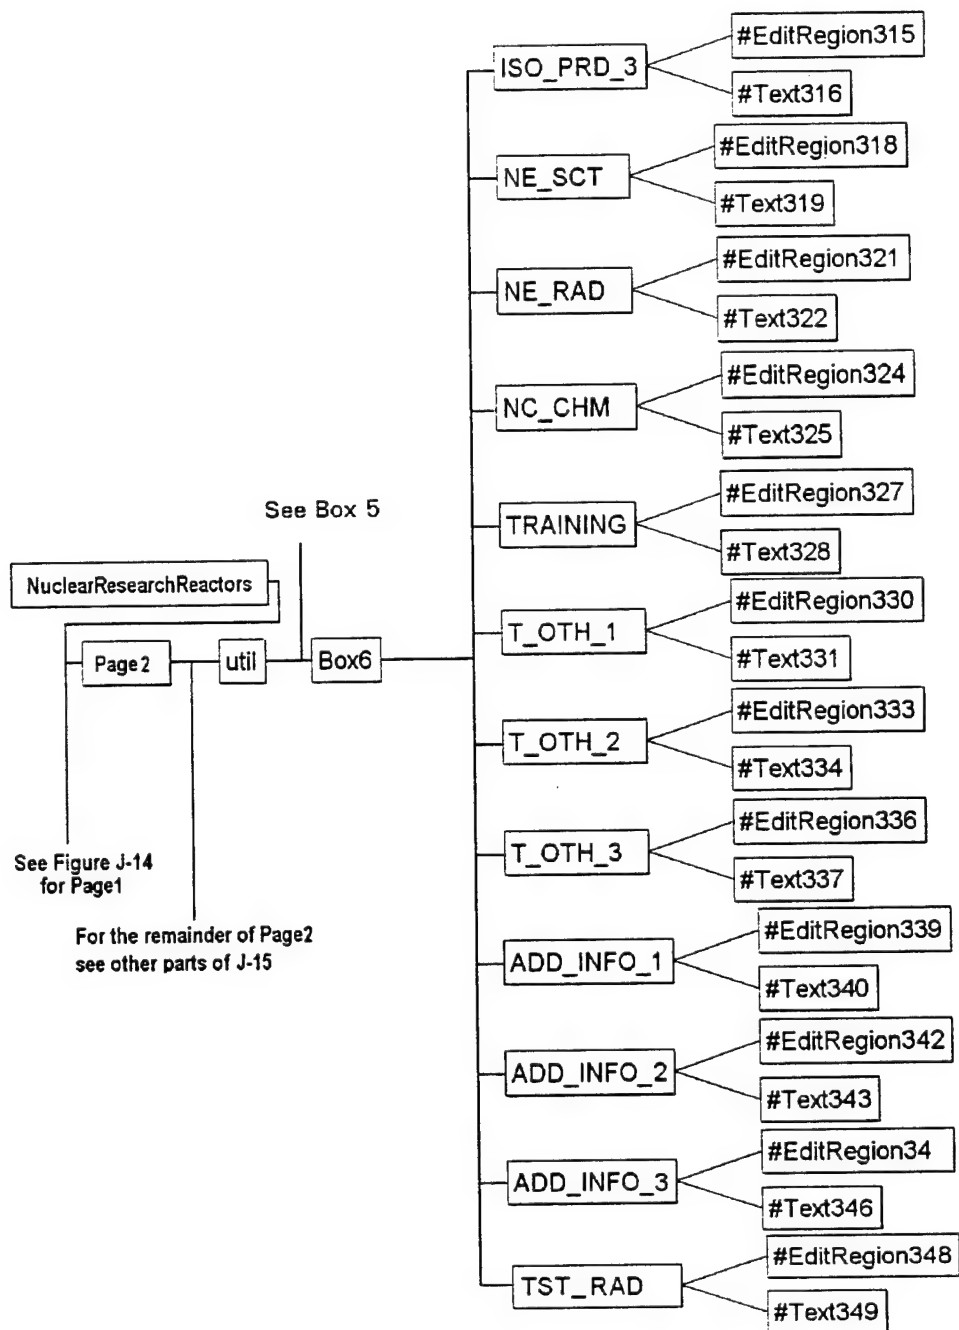 ISO_PRD_3
#EditRegion315
#Text316
NE_SCT
#EditRegion318
#Text319
NE_RAD
#EditRegion321
#Text322
NC_CHM
#EditRegion324
#Text325
TRAINING
#EditRegion327
#Text328
See Box 5
NuclearResearchReactors
Page2
util
Box6
T_OTH_1
#EditRegion330
#Text331
T_OTH_2
#EditRegion333
#Text334
T_OTH_3
#EditRegion336
#Text337
See Figure J-14
for Page1
For the remainder of Page2
see other parts of J-15
ADD_INFO_1
#EditRegion339
#Text340
ADD_INFO_2
#EditRegion342
#Text343
ADD_INFO_3
#EditRegion34
#Text346
TST_RAD
#EditRegion348
#Text349